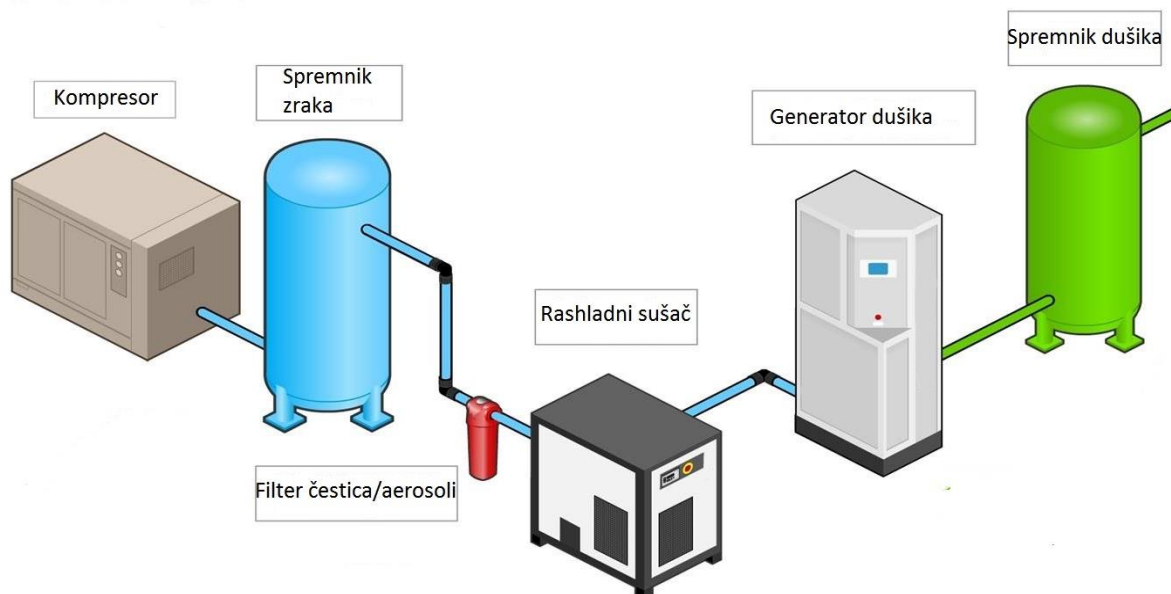 Kompresor
Spremnik
zraka
Filter čestica/aerosoli
Rashladni sušač
Generator dušika
Spremnik dušika